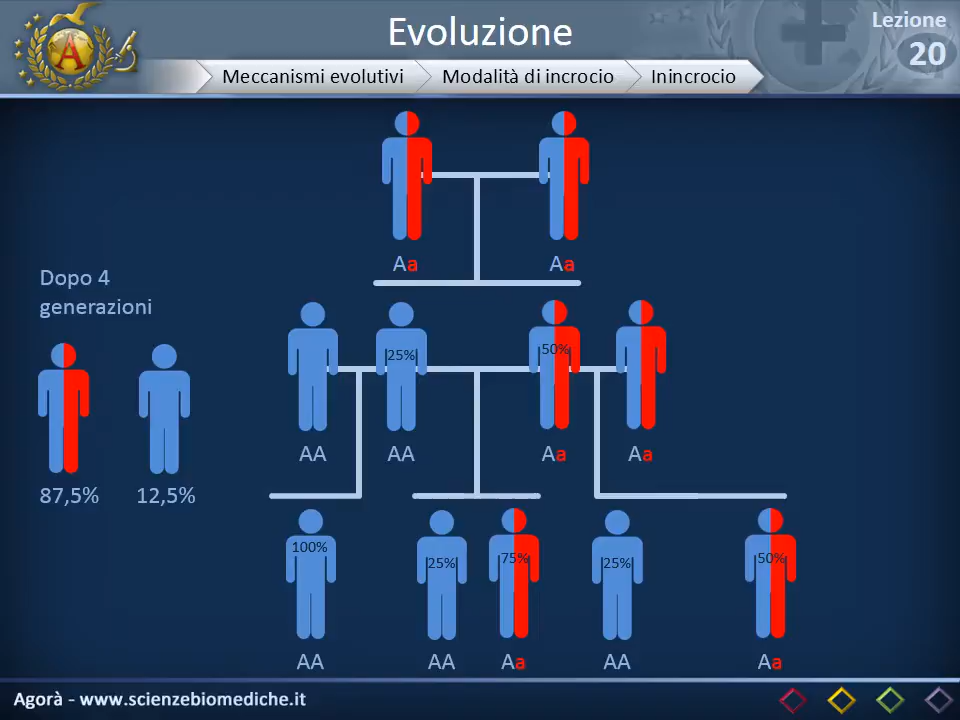 Evoluzione
Lezione
20
Meccanismi evolutivi
Modalità di incrocio
Inincrocio
A
Aa
Aa
Dopo 4
generazioni
87,5%
12,5%
25%
50%
AA
AA
Aa
Aa
100%
25%
75%
25%
50%
AA
AA
Aa
AA
Aa
Agorà - www.scienzebiomediche.it